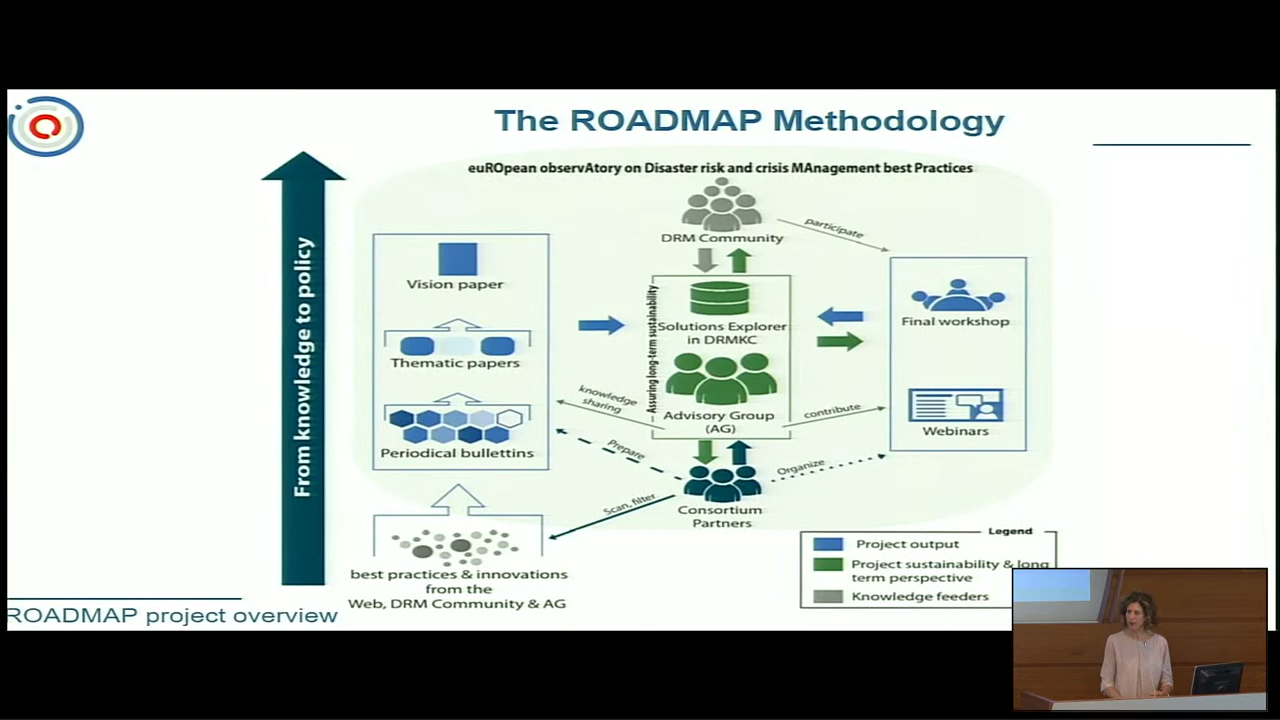 The ROADMAP Methodology
euROpean observAtory on Disaster risk and crisis MAnagement best Practices
From knowledge to policy
DRM Community
participate
Vision paper
Thematic papers
Periodical bullettins
Assuring long-term sustainability
Solutions Explorer
in DRMKC
Advisory Group
(AG)
knowledge
sharing
contribute
Final workshop
Webinars
Prepare
Organize
Scan, filter
Consortium
Partners
best practices & innovations
from the
Web, DRM Community & AG
Legend
Project output
Project sustainability & long
term perspective
Knowledge feeders
ROADMAP project overview